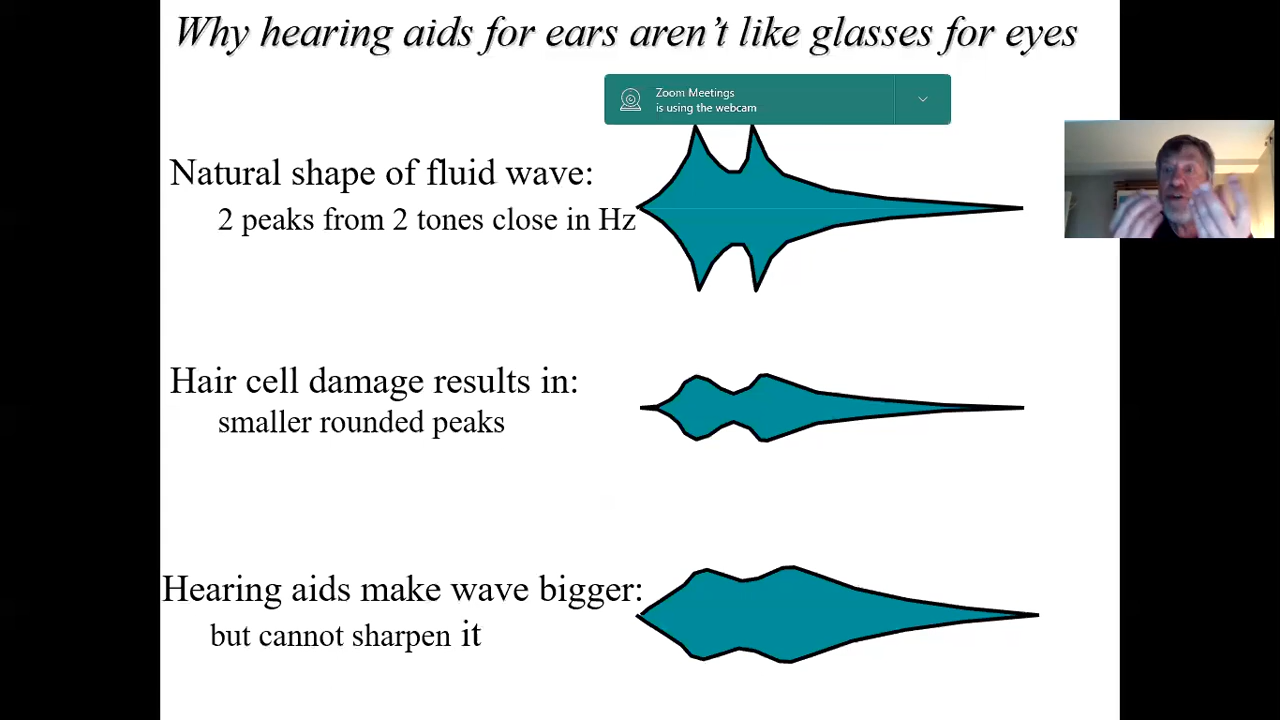 Why hearing aids for ears aren't like glasses for eyes
Zoom Meetings
is using the webcam
Natural shape of fluid wave:
2 peaks from 2 tones close in Hz
Hair cell damage results in:
smaller rounded peaks
Hearing aids make wave bigger:
but cannot sharpen it